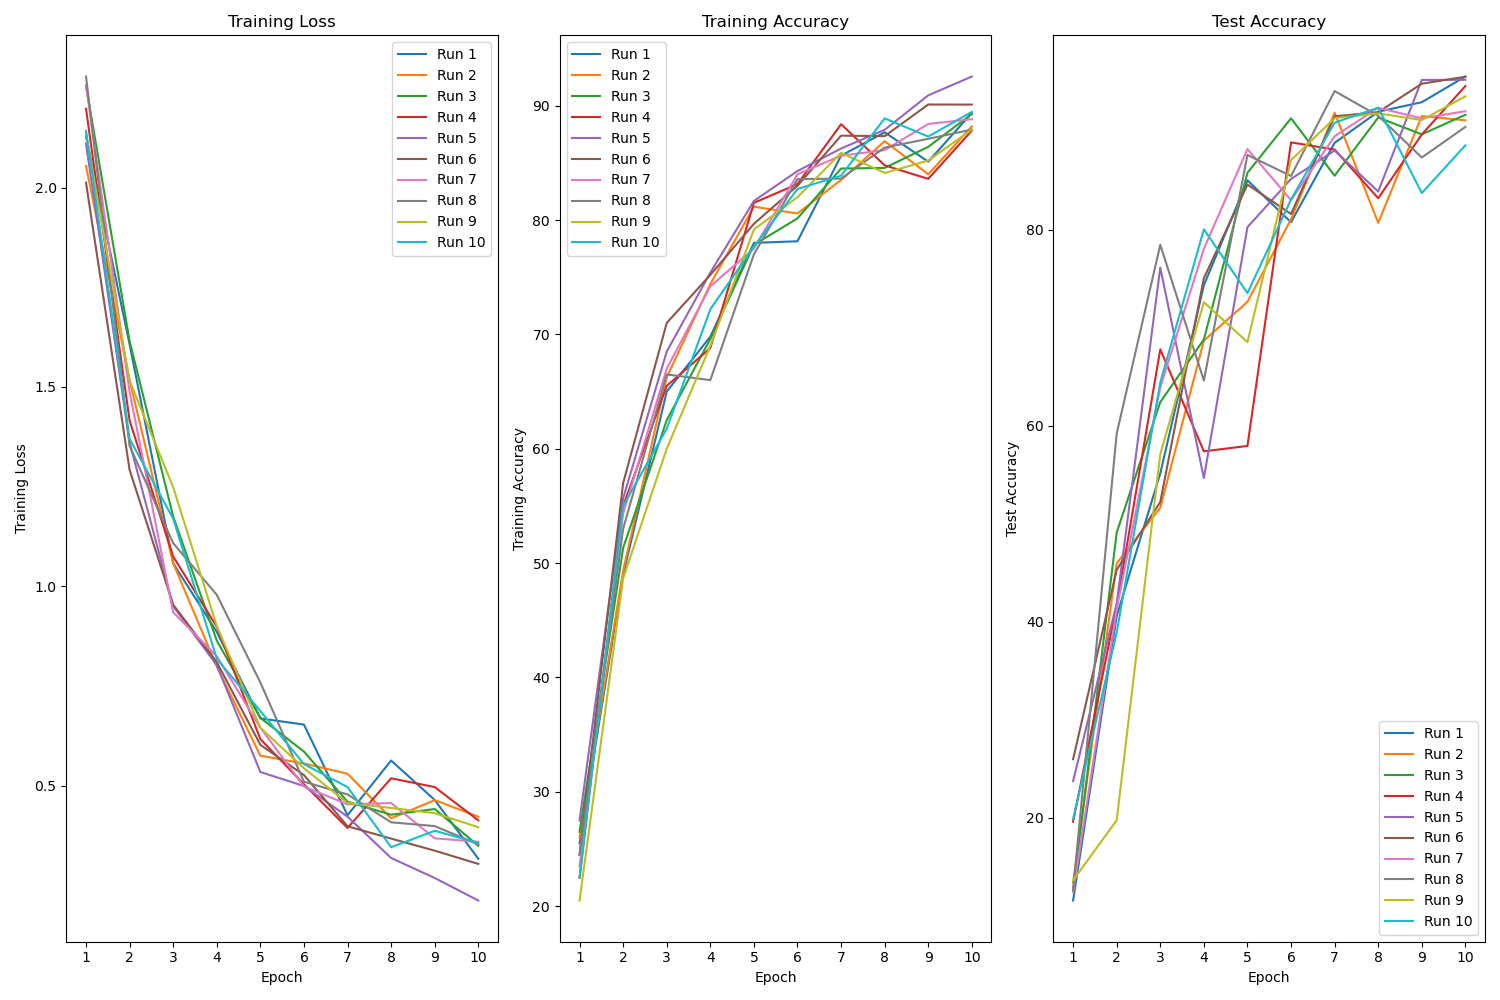 Training Loss
Training Loss
2.0
1.5
1.0
0.5
Run 1
Run 2
Run 3
Run 4
Run 5
Run 6
Run 7
Run 8
Run 9
Run 10
1 2 3 4 5 6 7 8 9 10
Epoch
Training Accuracy
Training Accuracy
90
80
70
60
50
40
30
20
Run 1
Run 2
Run 3
Run 4
Run 5
Run 6
Run 7
Run 8
Run 9
Run 10
1 2 3 4 5 6 7 8 9 10
Epoch
Test Accuracy
Test Accuracy
80
60
40
20
Run 1
Run 2
Run 3
Run 4
Run 5
Run 6
Run 7
Run 8
Run 9
Run 10
1 2 3 4 5 6 7 8 9 10
Epoch